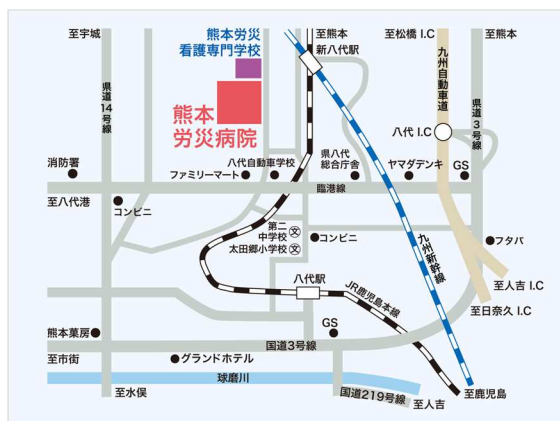 至宇城
熊本労災
看護専門学校
至熊本
新八代駅
至松橋 I.C
至熊本
九州自動車道
県道14号線
県道3号線
熊本
労災病院
八代 I.C
消防署
八代自動車学校
ファミリーマート
県八代
総合庁舎
ヤマダデンキ
GS
臨港線
至八代港
コンビニ
第二
中学校 文
太田郷小学校 文
コンビニ
フタバ
九州新幹線
八代駅
JR鹿児島本線
至人吉 I.C
至日奈久 I.C
熊本菓房
GS
国道3号線
至市街
グランドホテル
球磨川
至水俣
国道219号線
至人吉
至鹿児島